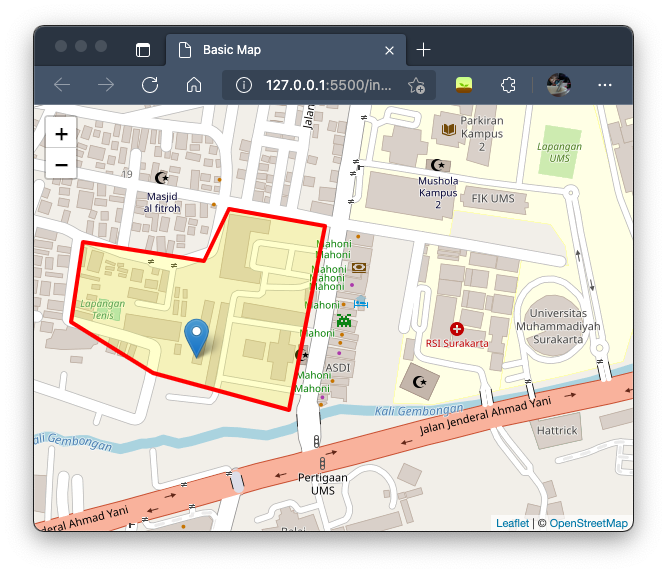 Basic Map
127.0.0.1:5500/in...
+
−
Jalan
Parkiran
Kampus
2
Lapangan
UMS
19
Masjid
al fitroh
Mushola
Kampus
2
FIK UMS
Mahoni
Mahoni
Mahoni
Mahoni
Mahoni
Mahoni
Mahoni
Lapangan
Tenis
Universitas
Muhammadiyah
Surakarta
RSI Surakarta
ASDI
Mahoni
Mahoni
Kali Gembongan
Jalan Jenderal Ahmad Yani
Hattrick
Kali Gembongan
Pertigaan
UMS
deral Ahmad Yani
Balai
Leaflet | © OpenStreetMap